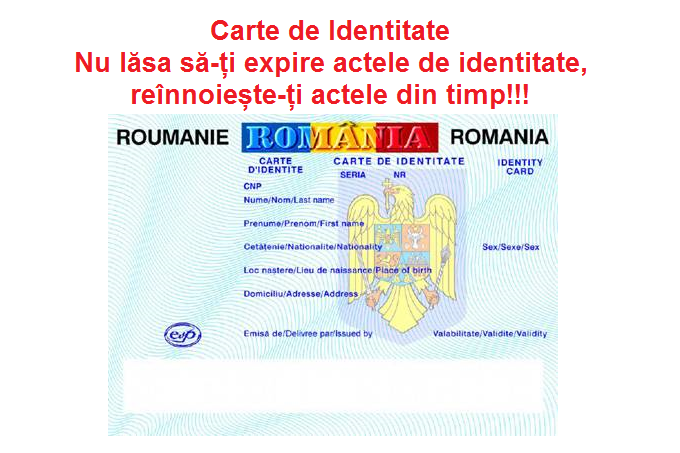 Carte de Identitate
Nu lăsa să-ți expire actele de identitate,
reînnoiește-ți actele din timp!!!
ROUMANIE ROMÂNIA ROMANIA
CARTE D'IDENTITE
CARTE DE IDENTITATE
IDENTITY CARD
SERIA NR
CNP
Nume/Nom/Last name
Prenume/Prenom/First name
Cetăţenie/Nationalite/Nationality Sex/Sexe/Sex
Loc naştere/Lieu de naissance/Place of birth
Domiciliu/Adresse/Address
Emisă de/Delivree par/Issued by Valabilitate/Validite/Validity